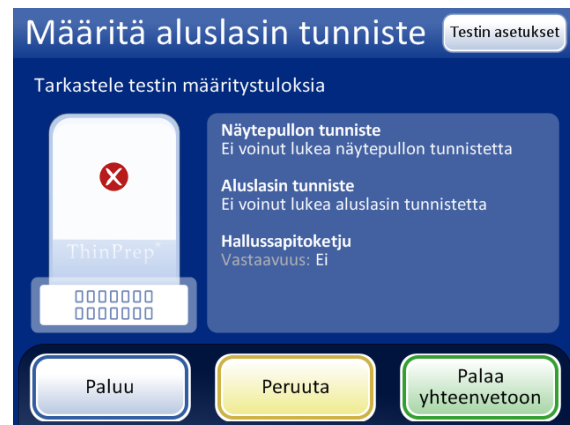 Määritä aluslasin tunniste
Testin asetukset
Tarkastele testin määritystuloksia
Näytepullon tunniste
Ei voinut lukea näytepullon tunnistetta
Aluslasin tunniste
Ei voinut lukea aluslasin tunnistetta
Hallussapitoketju
Vastaavuus: Ei
ThinPrep®
▯▯▯▯▯▯▯
▯▯▯▯▯▯▯
Paluu
Peruuta
Palaa
yhteenvetoon